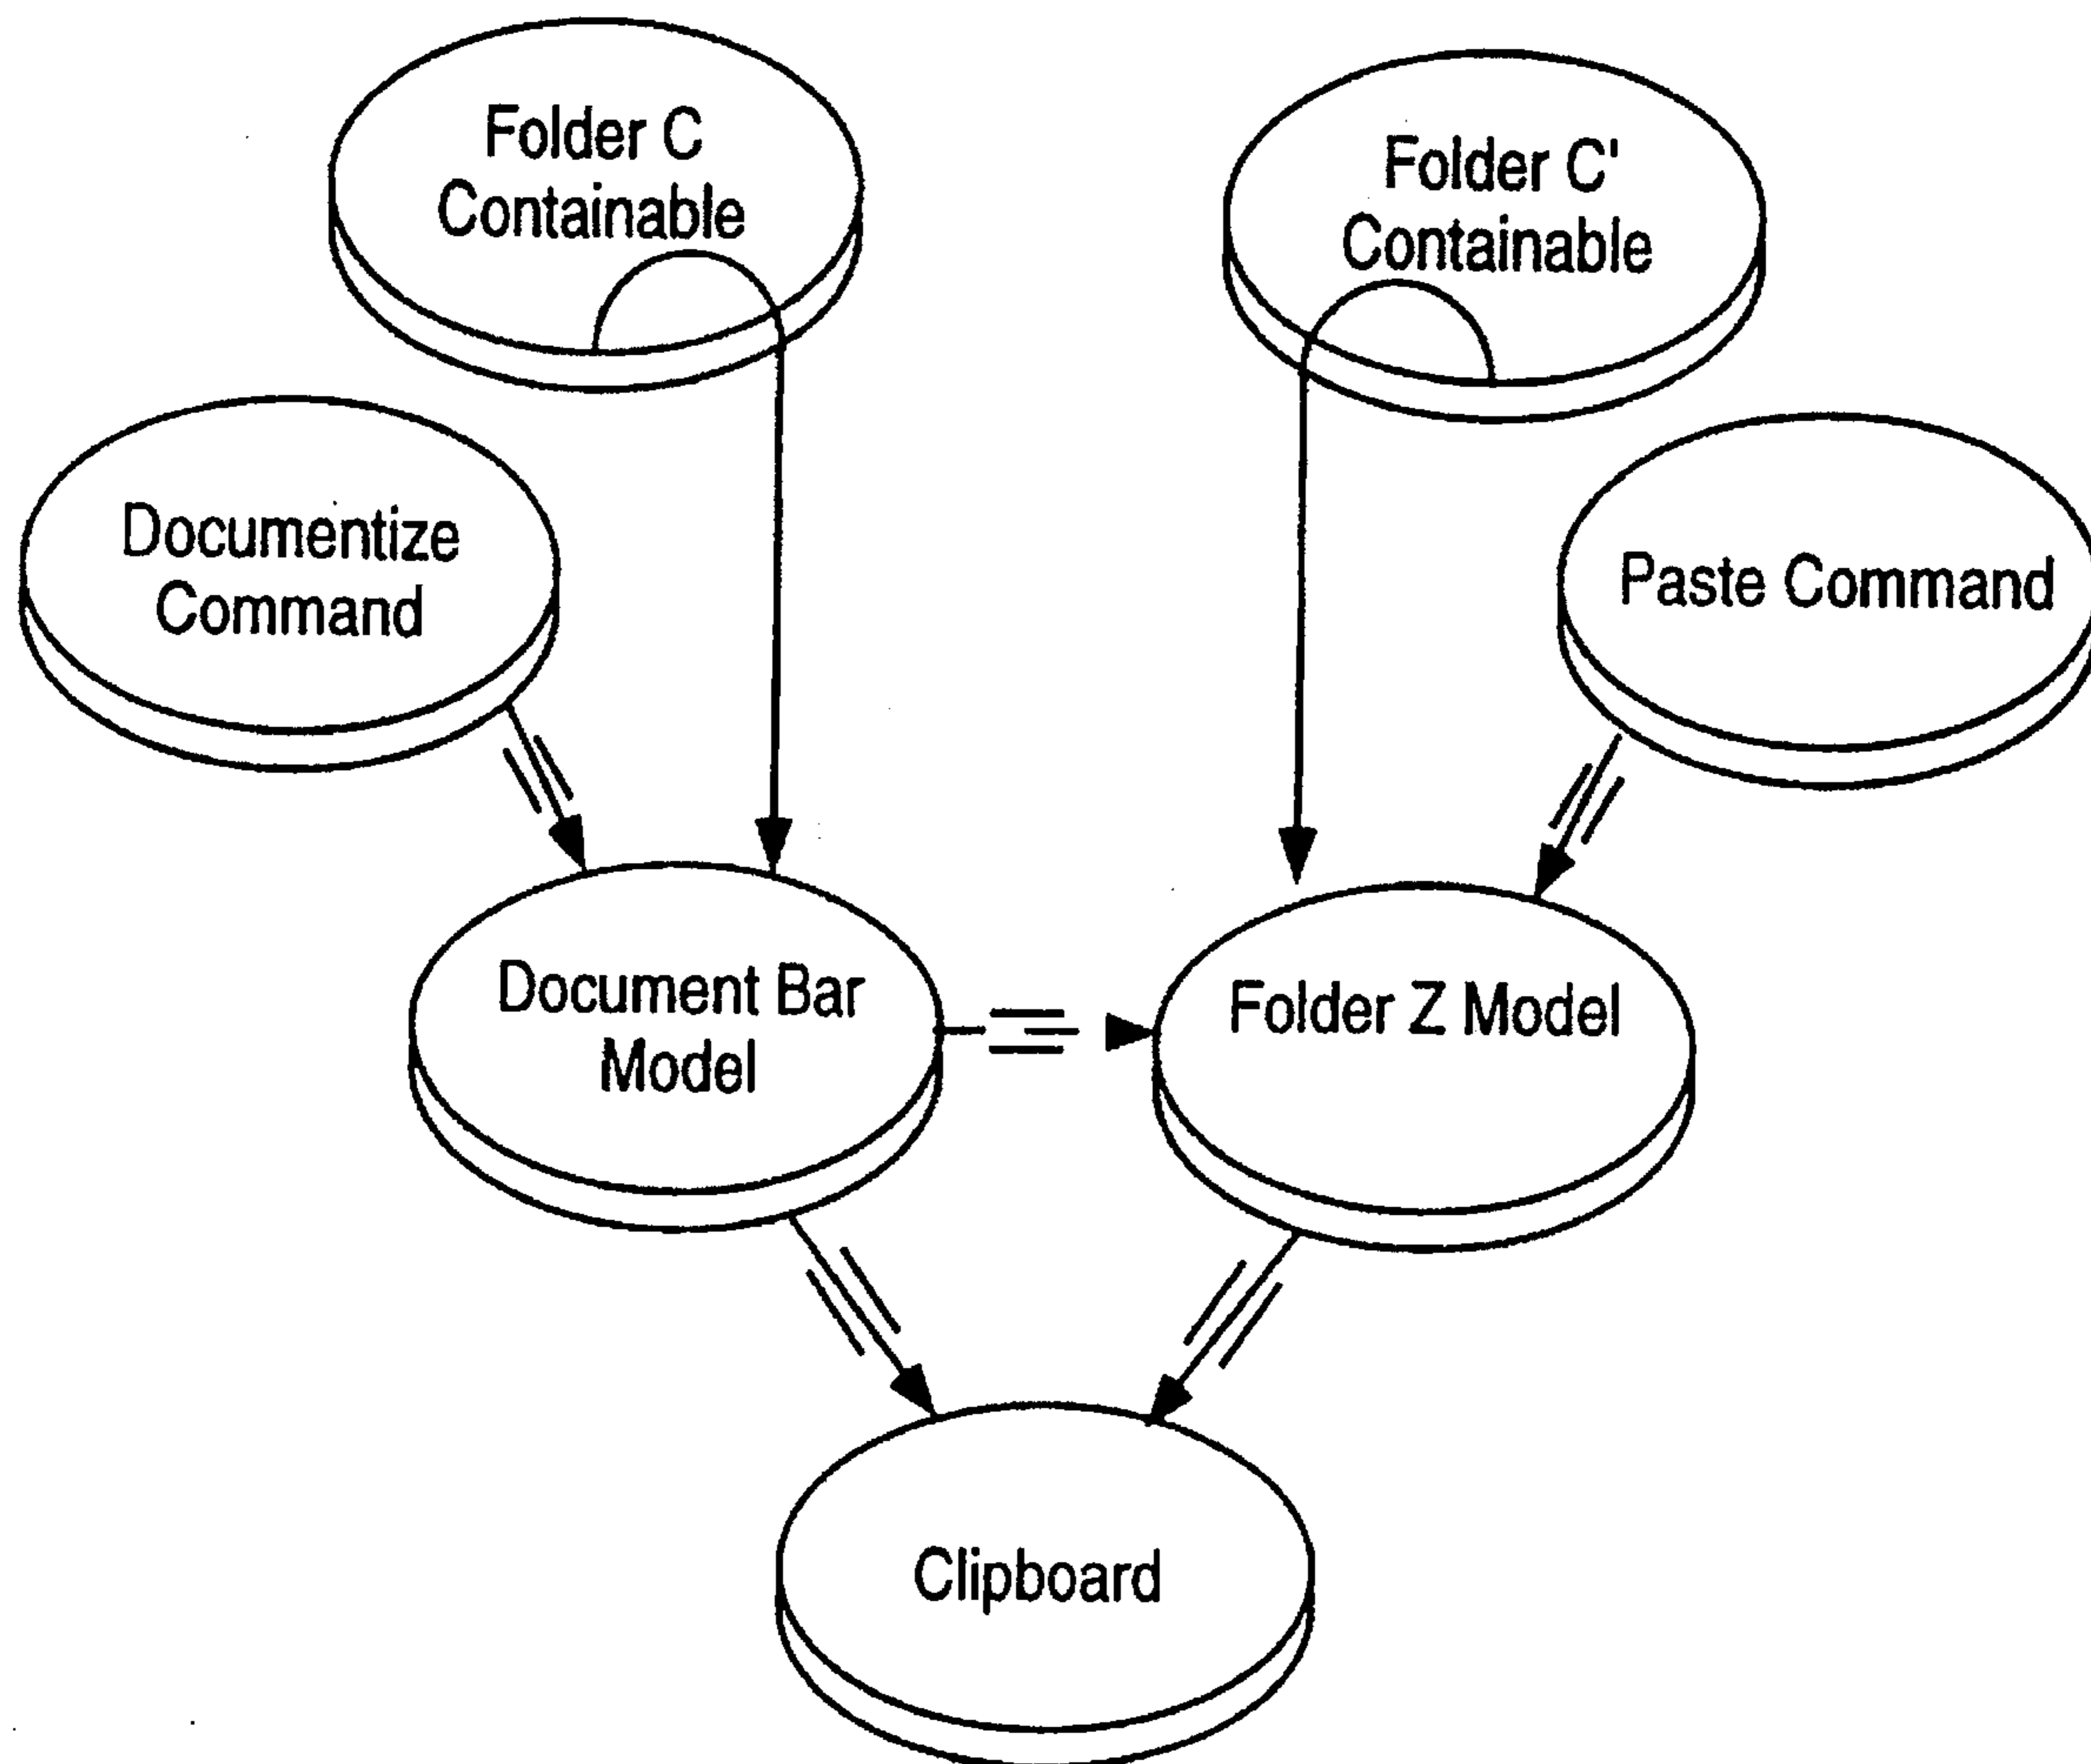 Folder C
Containable
Folder C'
Containable
Documentize
Command
Paste Command
Document Bar
Model
Folder Z Model
Clipboard